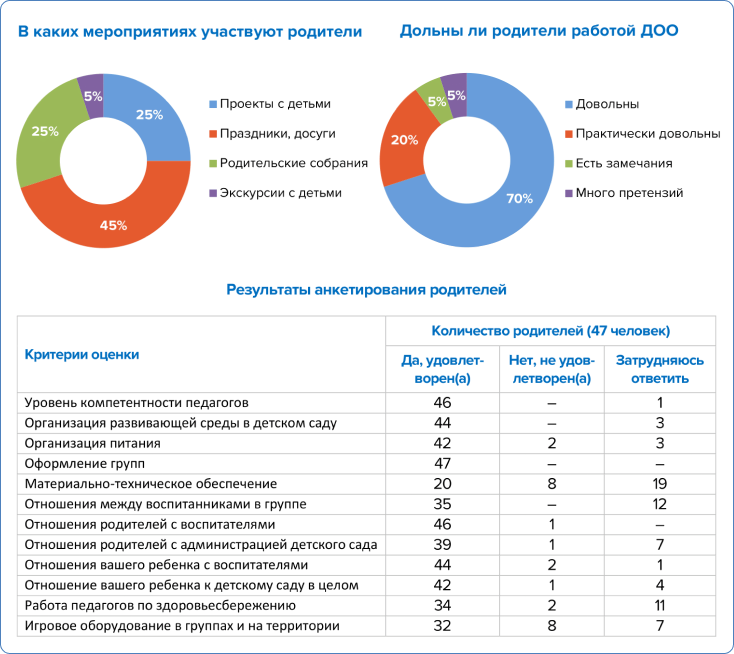 В каких мероприятиях участвуют родители
5%
25%
25%
45%
Проекты с детьми
Праздники, досуги
Родительские собрания
Экскурсии с детьми
Дольны ли родители работой ДОО
5%
5%
20%
70%
Довольны
Практически довольны
Есть замечания
Много претензий
Результаты анкетирования родителей
Критерии оценки
Количество родителей (47 человек)
Да, удовлет-
ворен(а)
Нет, не удов-
летворен(а)
Затрудняюсь
ответить
Уровень компетентности педагогов 46 – 1
Организация развивающей среды в детском саду 44 – 3
Организация питания 42 2 3
Оформление групп 47 – –
Материально-техническое обеспечение 20 8 19
Отношения между воспитанниками в группе 35 – 12
Отношения родителей с воспитателями 46 1 –
Отношения родителей с администрацией детского сада 39 1 7
Отношения вашего ребенка с воспитателями 44 2 1
Отношение вашего ребенка к детскому саду в целом 42 1 4
Работа педагогов по здоровьесбережению 34 2 11
Игровое оборудование в группах и на территории 32 8 7